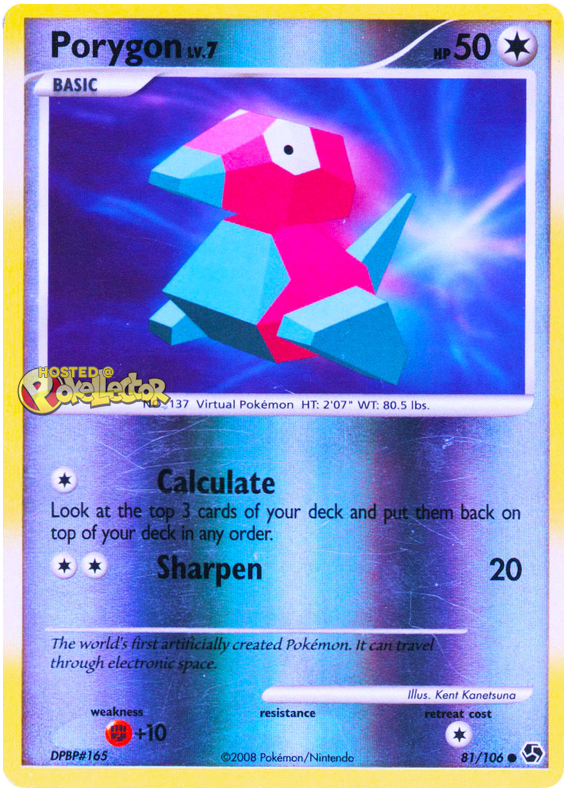 Porygon LV.7 HP 50
BASIC
HOSTED @
Pokellector
NO. 137 Virtual Pokémon HT: 2'07" WT: 80.5 lbs.
Calculate
Look at the top 3 cards of your deck and put them back on
top of your deck in any order.
Sharpen 20
The world's first artificially created Pokémon. It can travel
through electronic space.
Illus. Kent Kanetsuna
weakness resistance retreat cost
+10
DPBP#165 ©2008 Pokémon/Nintendo 81/106